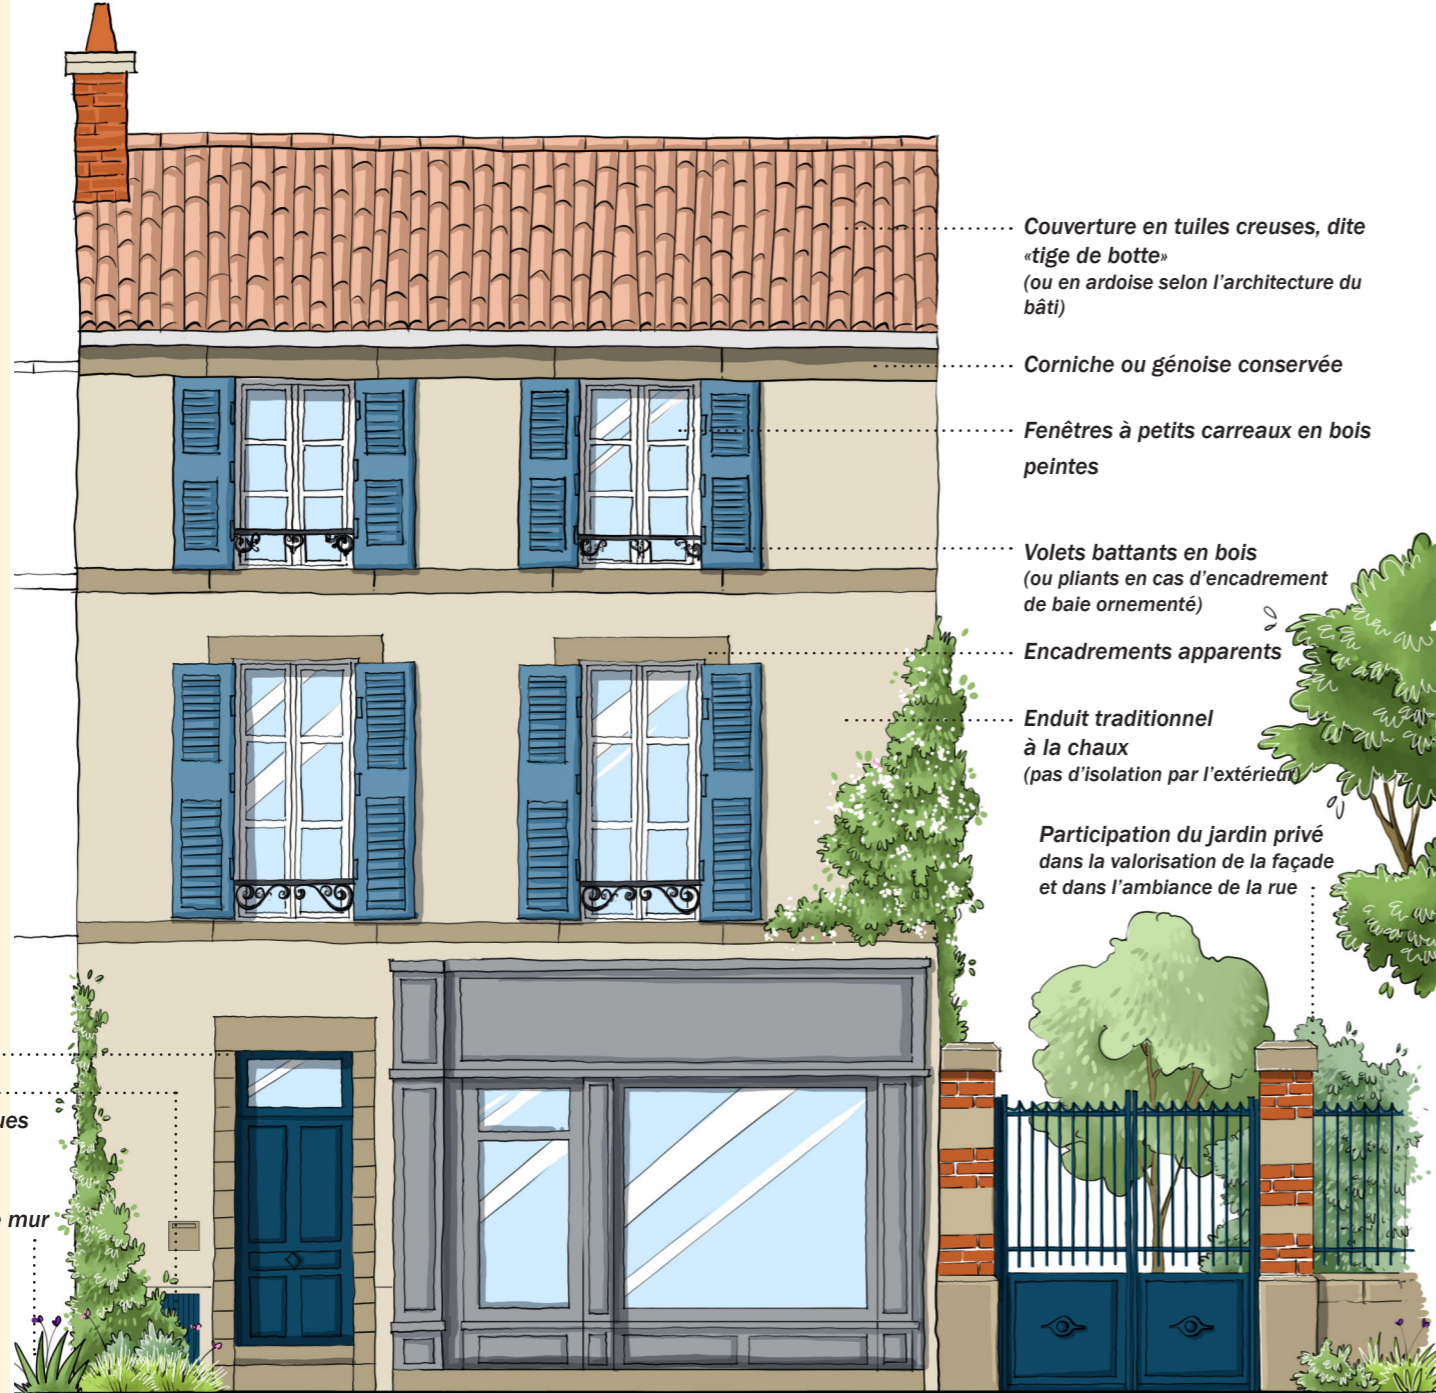 Couverture en tuiles creuses, dite
«tige de botte»
(ou en ardoise selon l'architecture du
bâti)
Corniche ou génoise conservée
Fenêtres à petits carreaux en bois
peintes
Volets battants en bois
(ou pliants en cas d'encadrement
de baie ornementé)
Encadrements apparents
Enduit traditionnel
à la chaux
(pas d'isolation par l'extérieur)
Participation du jardin privé
dans la valorisation de la façade
et dans l'ambiance de la rue
ues
mur